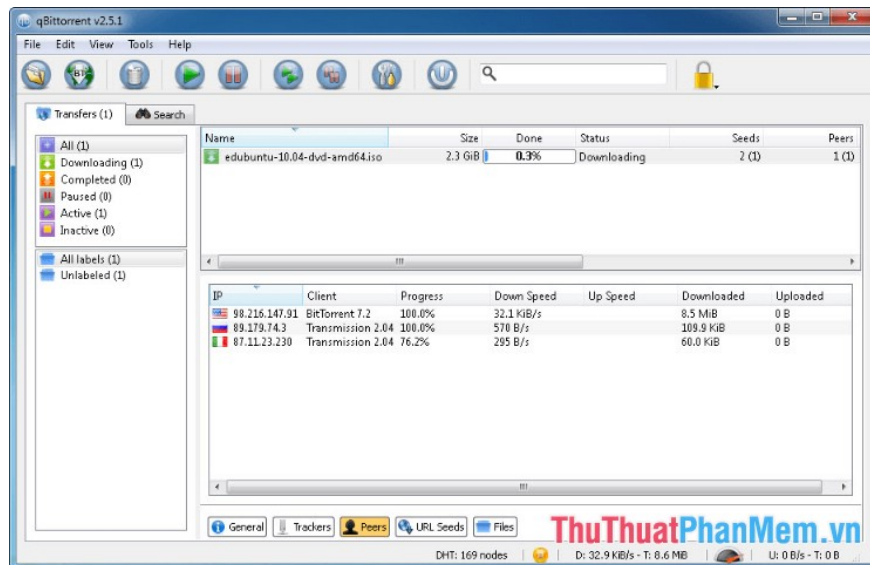 qBittorrent v2.5.1
File Edit View Tools Help
Transfers (1) Search
All (1)
Downloading (1)
Completed (0)
Paused (0)
Active (1)
Inactive (0)
All labels (1)
Unlabeled (1)
Name Size Done Status Seeds Peers
edubuntu-10.04-dvd-amd64.iso 2.3 GiB 0.3% Downloading 2 (1) 1 (1)
IP Client Progress Down Speed Up Speed Downloaded Uploaded
98.216.147.91 BitTorrent 7.2 100.0% 32.1 KiB/s 8.5 MiB 0 B
89.179.74.3 Transmission 2.04 100.0% 570 B/s 109.9 KiB 0 B
87.11.23.230 Transmission 2.04 76.2% 295 B/s 60.0 KiB 0 B
General Trackers Peers URL Seeds Files
ThuThuatPhanMem.vn
DHT: 169 nodes D: 32.9 KiB/s - T: 8.6 MiB U: 0 B/s - T: 0 B